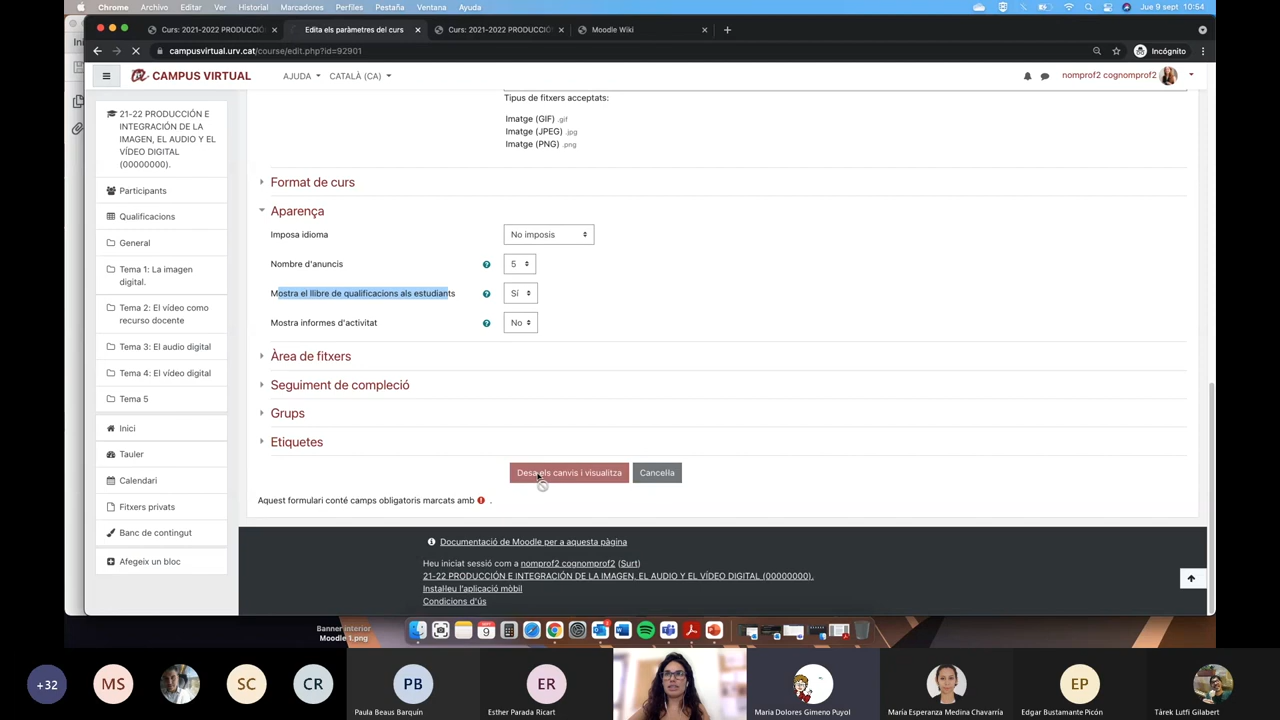 Chrome Archivo Editar Ver Historial Marcadores Perfiles Pestaña Ventana Ayuda
Jue 9 sept 10:54
Curs: 2021-2022 PRODUCCIÓ
Edita els paràmetres del curs
Curs: 2021-2022 PRODUCCIÓN
Moodle Wiki
campusvirtual.urv.cat/course/edit.php?id=92901
Incógnito
CAMPUS VIRTUAL
AJUDA
CATALÀ (CA)
nomprof2 cognomprof2
21-22 PRODUCCIÓN E
INTEGRACIÓN DE LA
IMAGEN, EL AUDIO Y EL
VÍDEO DIGITAL
(00000000).
Participants
Qualificacions
General
Tema 1: La imagen
digital.
Tema 2: El vídeo como
recurso docente
Tema 3: El audio digital
Tema 4: El vídeo digital
Tema 5
Inici
Tauler
Calendari
Fitxers privats
Banc de contingut
Afegeix un bloc
Tipus de fitxers acceptats:
Imatge (GIF) .gif
Imatge (JPEG) .jpg
Imatge (PNG) .png
Format de curs
Aparença
Imposa idioma
No imposis
Nombre d'anuncis
5
Mostra el llibre de qualificacions als estudiants
Sí
Mostra informes d'activitat
No
Àrea de fitxers
Seguiment de compleció
Grups
Etiquetes
Desa els canvis i visualitza
Cancella
Aquest formulari conté camps obligatoris marcats amb .
Documentació de Moodle per a aquesta pàgina
Heu iniciat sessió com a nomprof2 cognomprof2 (Surt)
21-22 PRODUCCIÓN E INTEGRACIÓN DE LA IMAGEN, EL AUDIO Y EL VÍDEO DIGITAL (00000000).
Instal·leu l'aplicació mòbil
Condicions d'ús
Banner interior
Moodle 1.png
+32
MS
SC
CR
PB
Paula Beaus Barquín
ER
Esther Parada Ricart
Maria Dolores Gimeno Puyol
María Esperanza Medina Chavarría
EP
Edgar Bustamante Picón
Tárek Lutfi Gilabert